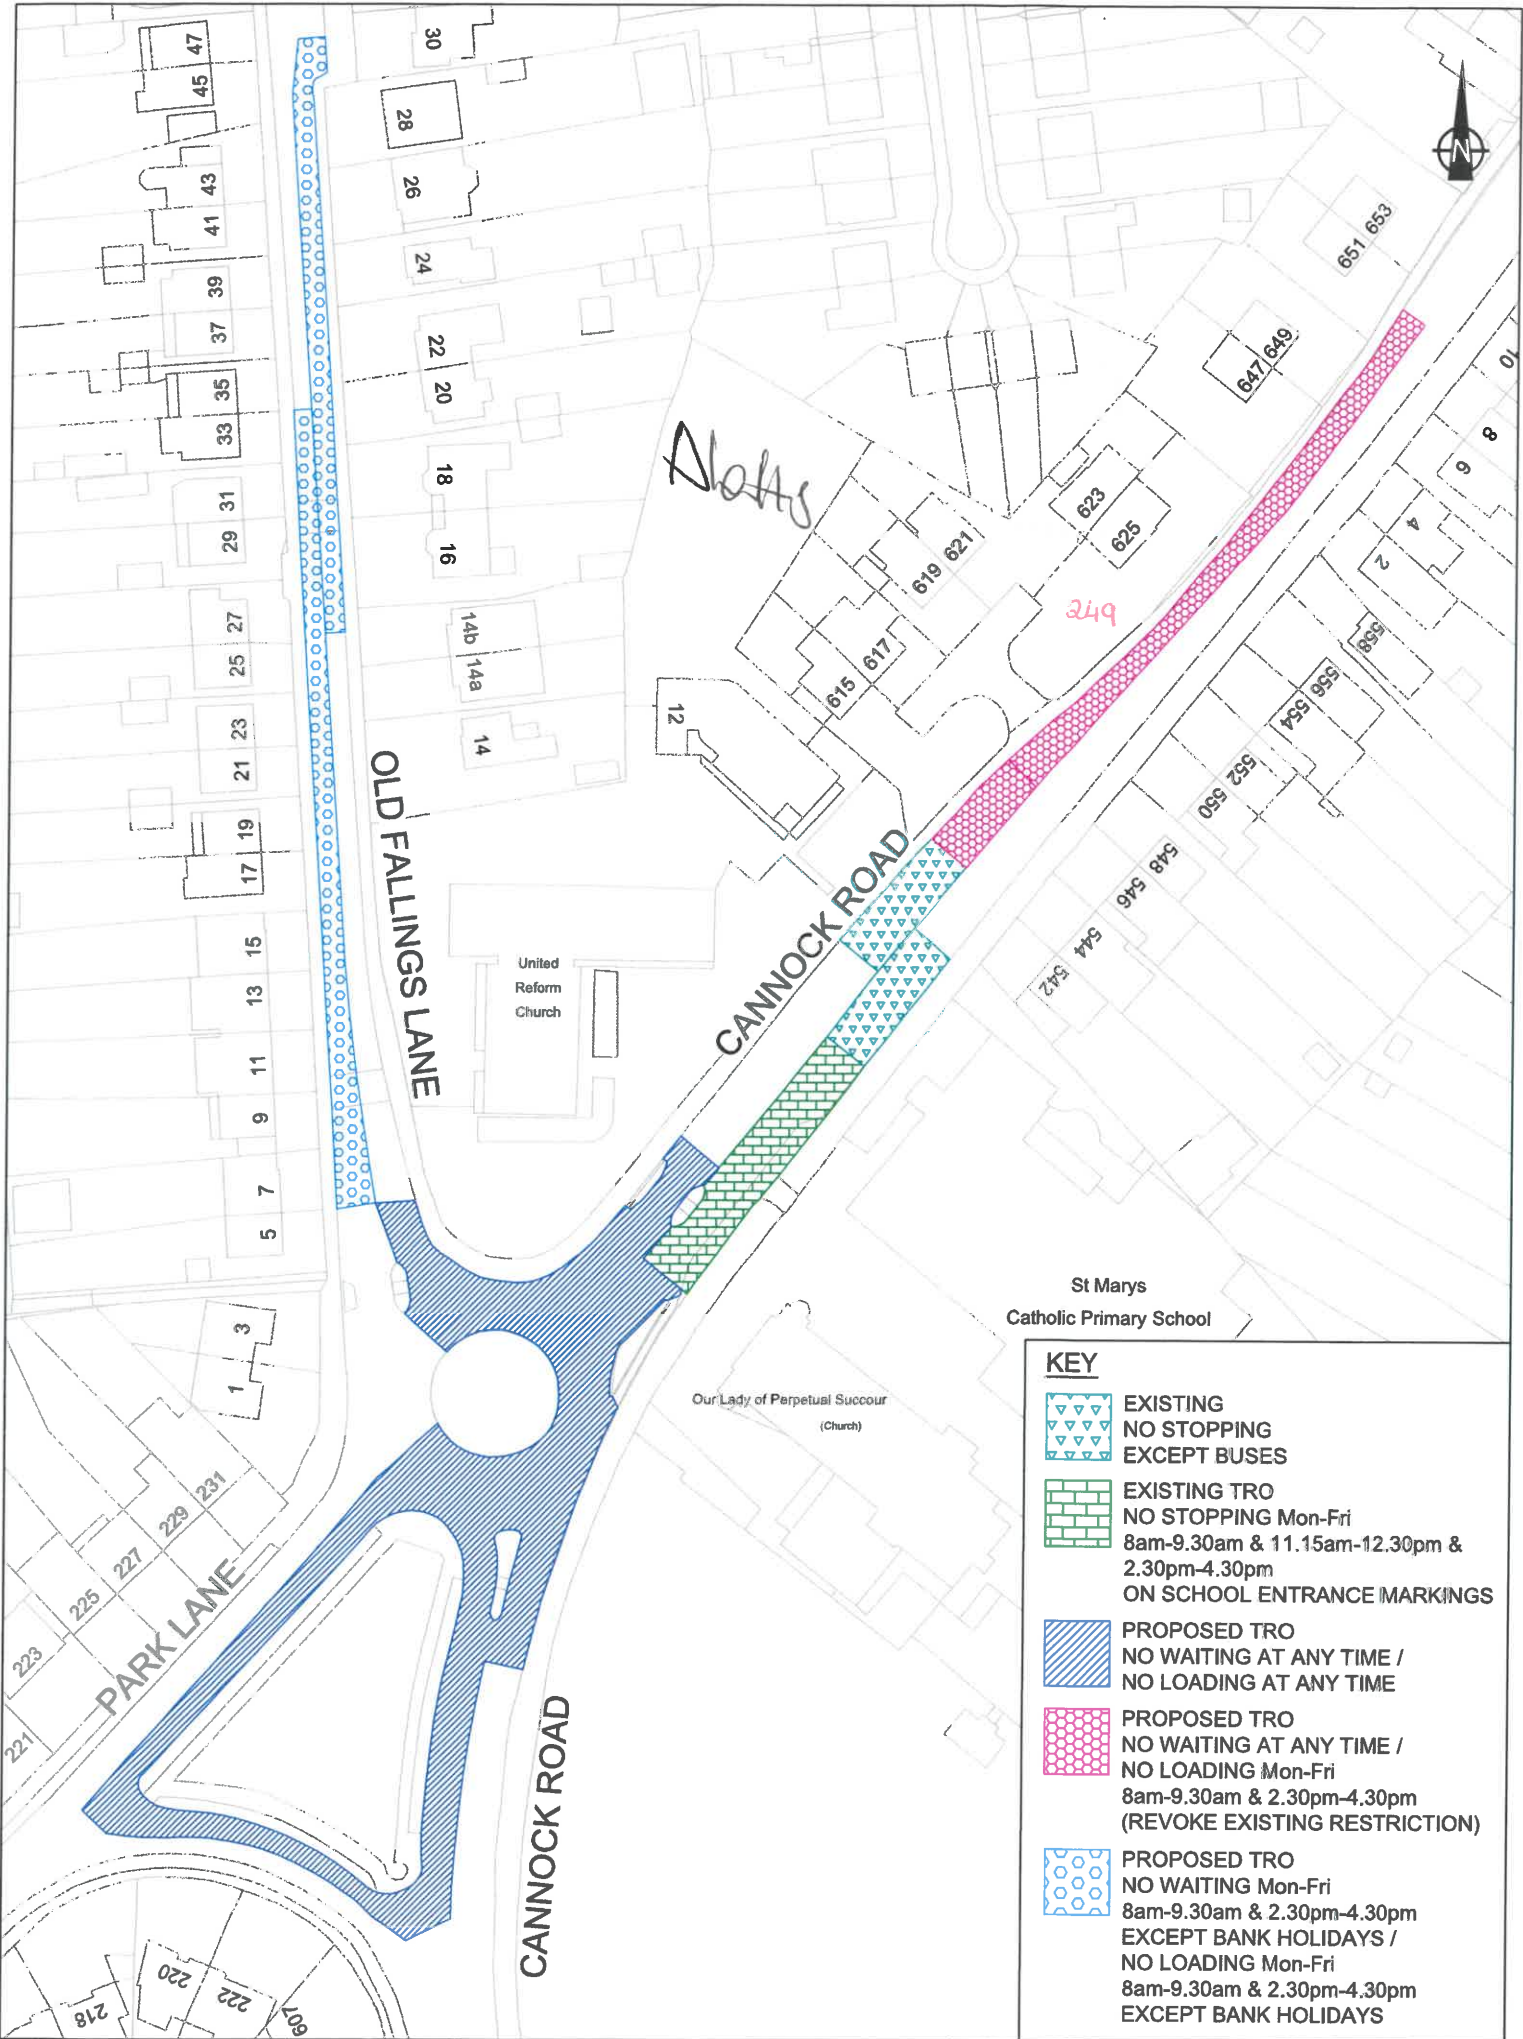 N
47
45
43
41
39
37
35
33
31
29
27
25
23
21
19
17
15
13
11
9
7
5
3
1
30
28
26
24
22
20
18
16
14b
14a
14
12
OLD FALLINGS LANE
United
Reform
Church
CANNOCK ROAD
615
617
619
621
623
625
249
647
649
651
653
10
8
6
4
2
558
556
554
552
550
548
546
544
542
St Marys
Catholic Primary School
Our Lady of Perpetual Succour
(Church)
231
229
227
225
223
221
PARK LANE
CANNOCK ROAD
218
220
222
607
KEY
EXISTING
NO STOPPING
EXCEPT BUSES
EXISTING TRO
NO STOPPING Mon-Fri
8am-9.30am & 11.15am-12.30pm &
2.30pm-4.30pm
ON SCHOOL ENTRANCE MARKINGS
PROPOSED TRO
NO WAITING AT ANY TIME /
NO LOADING AT ANY TIME
PROPOSED TRO
NO WAITING AT ANY TIME /
NO LOADING Mon-Fri
8am-9.30am & 2.30pm-4.30pm
(REVOKE EXISTING RESTRICTION)
PROPOSED TRO
NO WAITING Mon-Fri
8am-9.30am & 2.30pm-4.30pm
EXCEPT BANK HOLIDAYS /
NO LOADING Mon-Fri
8am-9.30am & 2.30pm-4.30pm
EXCEPT BANK HOLIDAYS